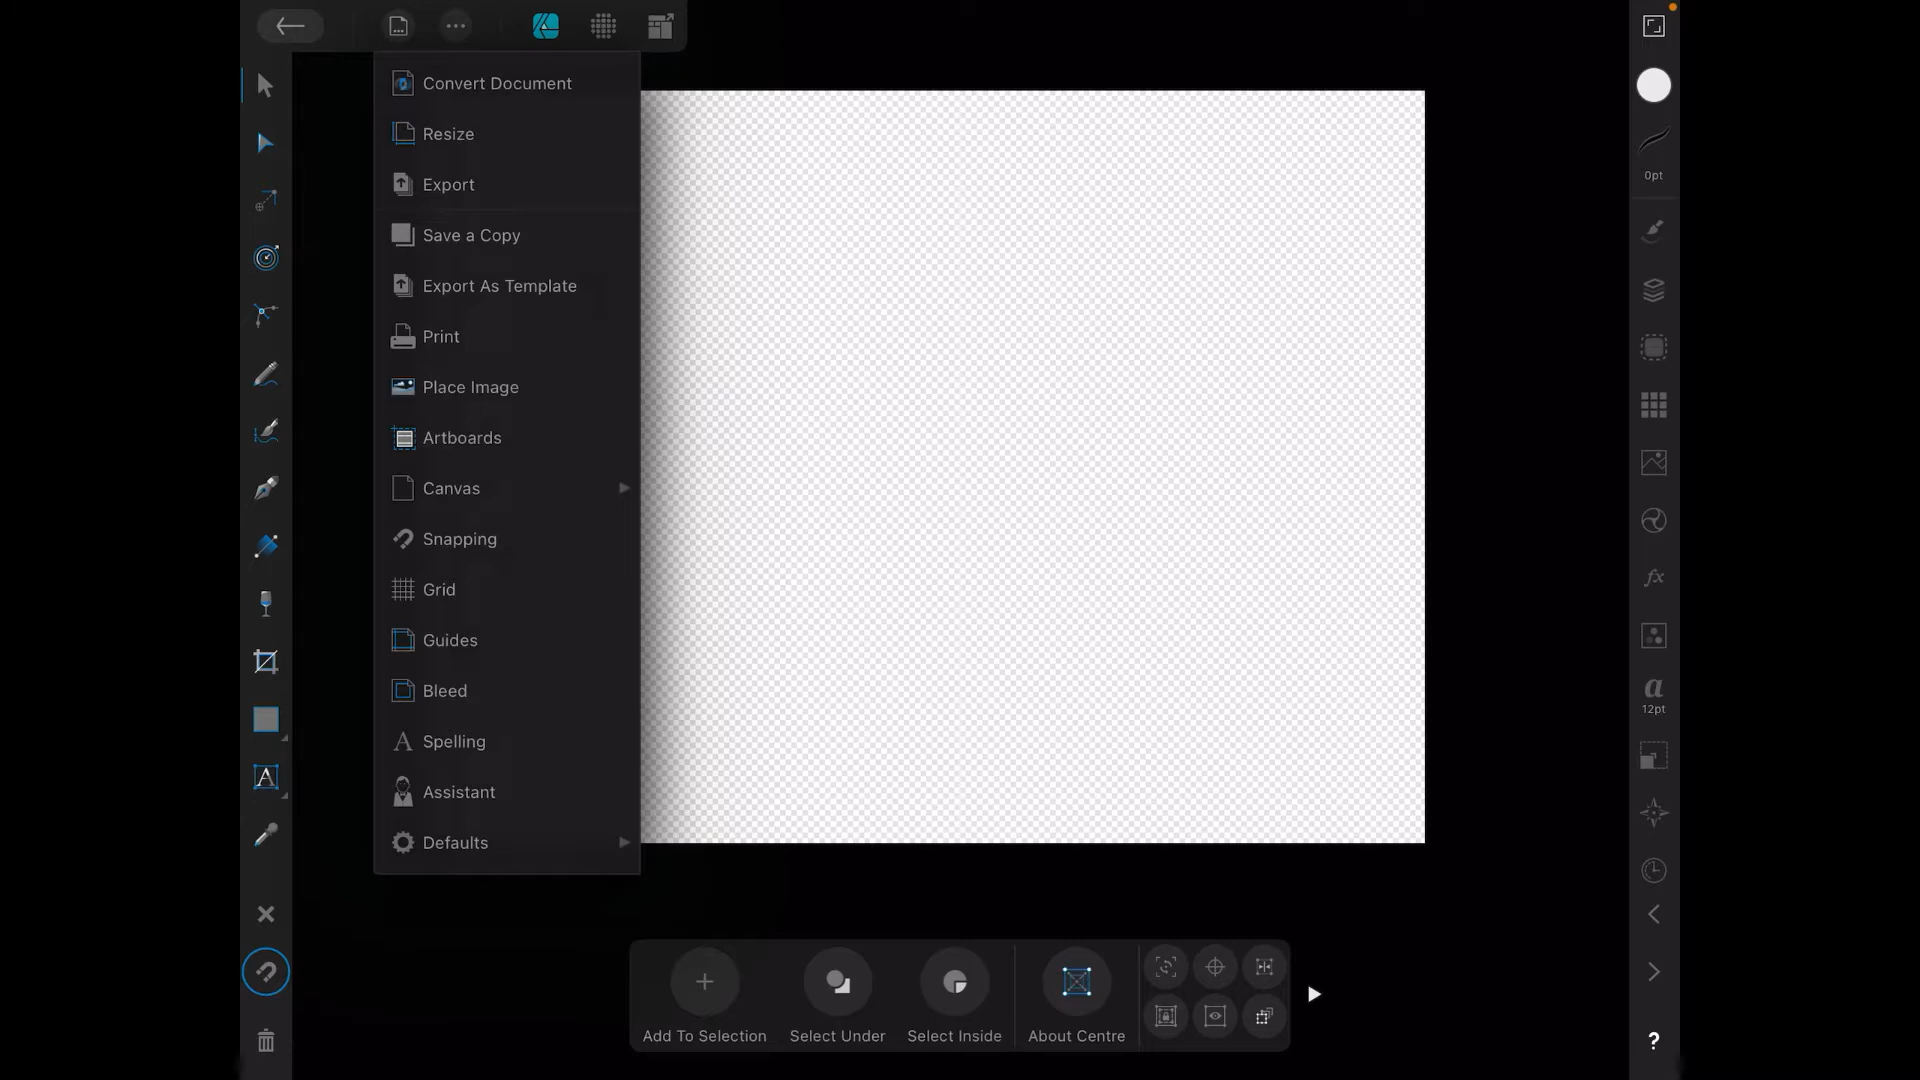 Convert Document
Resize
Export
Save a Copy
Export As Template
Print
Place Image
Artboards
Canvas
Snapping
Grid
Guides
Bleed
A Spelling
Assistant
Defaults
A
0pt
fx
a
12pt
?
Add To Selection
Select Under
Select Inside
About Centre